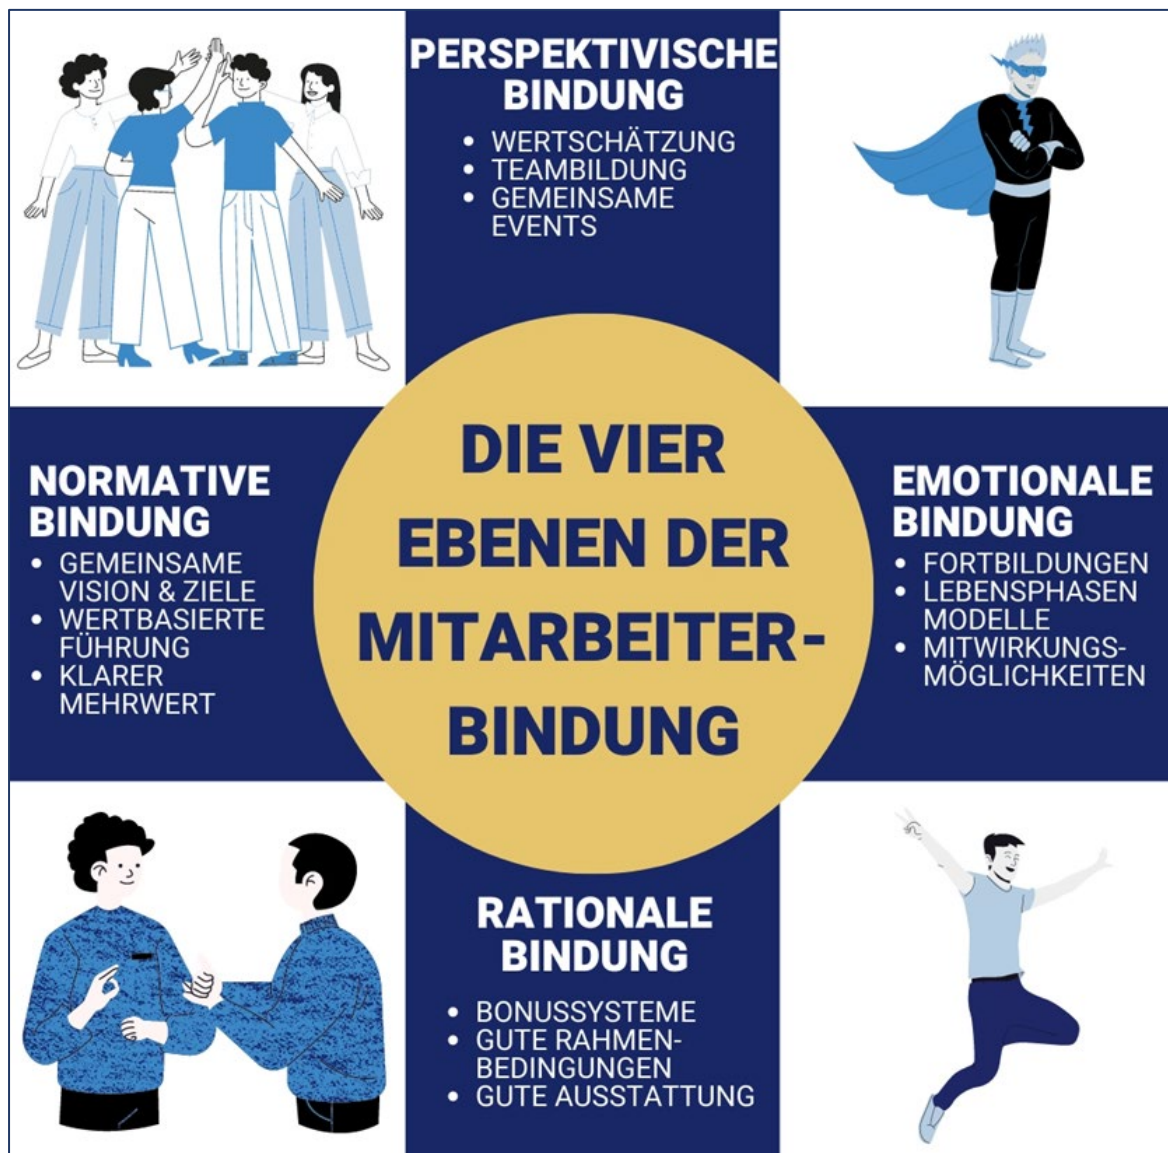 PERSPEKTIVISCHE
BINDUNG
• WERTSCHÄTZUNG
• TEAMBILDUNG
• GEMEINSAME
EVENTS
DIE VIER
EBENEN DER
MITARBEITER-
BINDUNG
NORMATIVE
BINDUNG
• GEMEINSAME
VISION & ZIELE
• WERTBASIERTE
FÜHRUNG
• KLARER
MEHRWERT
EMOTIONALE
BINDUNG
• FORTBILDUNGEN
• LEBENSPHASEN
MODELLE
• MITWIRKUNGS-
MÖGLICHKEITEN
RATIONALE
BINDUNG
• BONUSSYSTEME
• GUTE RAHMEN-
BEDINGUNGEN
• GUTE AUSSTATTUNG